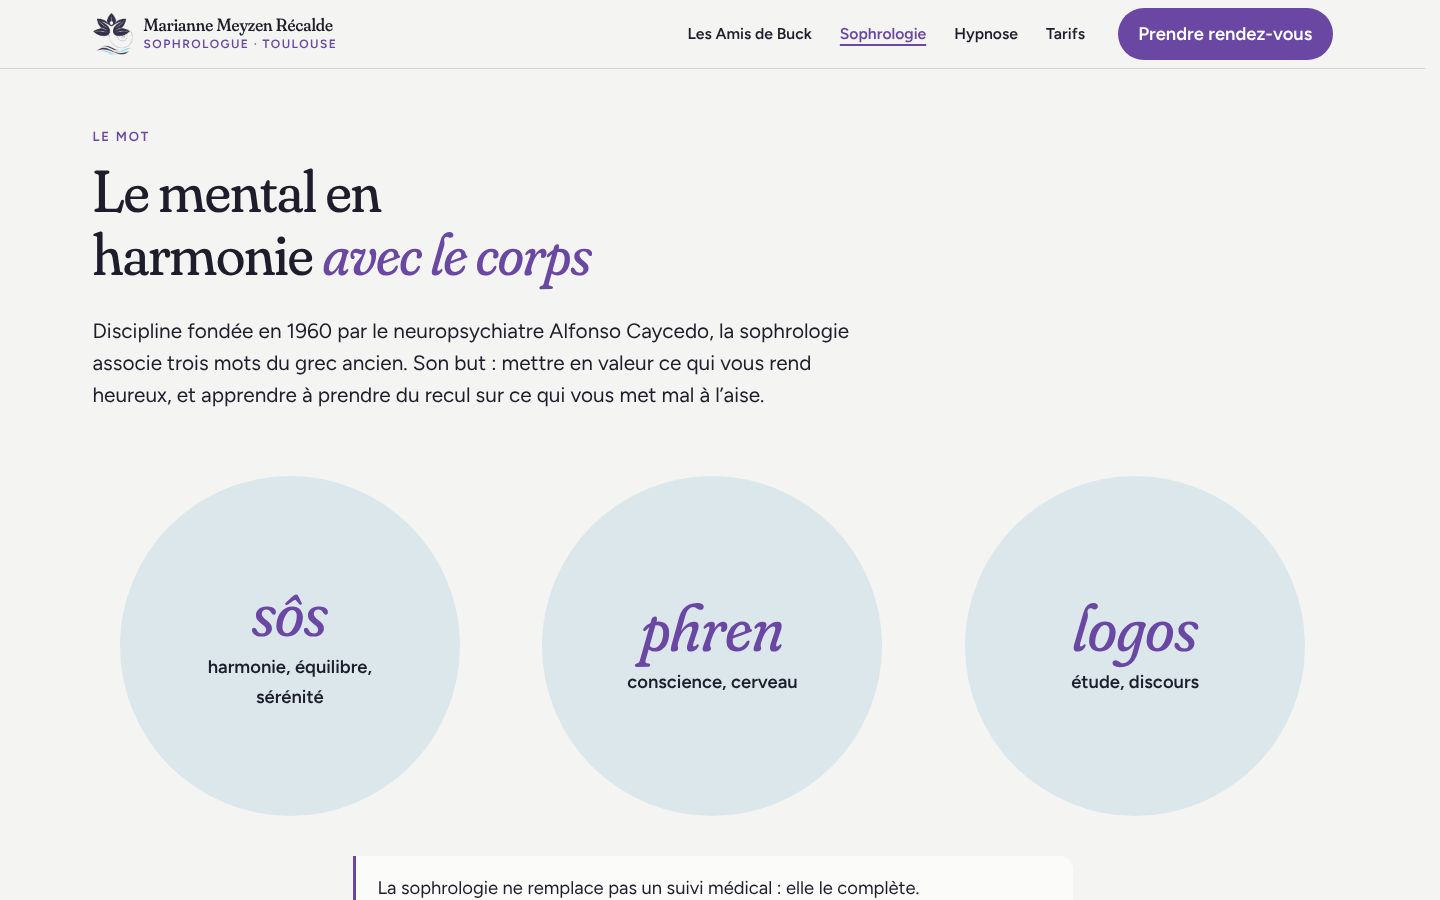 Marianne Meyzen Récalde
SOPHROLOGUE · TOULOUSE
Les Amis de Buck
Sophrologie
Hypnose
Tarifs
Prendre rendez-vous
LE MOT
Le mental en
harmonie avec le corps
Discipline fondée en 1960 par le neuropsychiatre Alfonso Caycedo, la sophrologie
associe trois mots du grec ancien. Son but : mettre en valeur ce qui vous rend
heureux, et apprendre à prendre du recul sur ce qui vous met mal à l’aise.
sôs
harmonie, équilibre,
sérénité
phren
conscience, cerveau
logos
étude, discours
La sophrologie ne remplace pas un suivi médical : elle le complète.